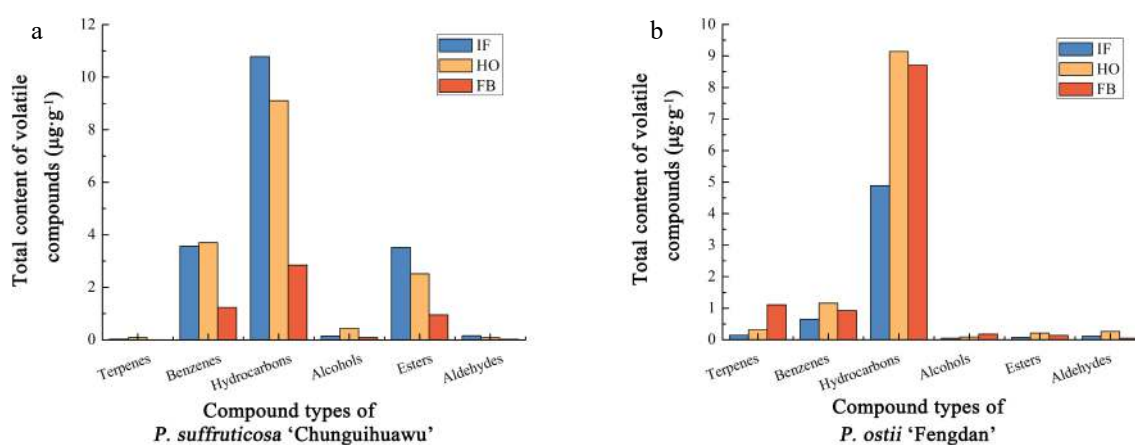 a
Total content of volatile
compounds (μg·g⁻¹)
12
10
8
6
4
2
0
IF
HO
FB
Terpenes
Benzenes
Hydrocarbons
Alcohols
Esters
Aldehydes
Compound types of
P. suffruticosa ‘Chunguihuawu’
b
Total content of volatile
compounds (μg·g⁻¹)
10
9
8
7
6
5
4
3
2
1
0
IF
HO
FB
Terpenes
Benzenes
Hydrocarbons
Alcohols
Esters
Aldehydes
Compound types of
P. ostii ‘Fengdan’